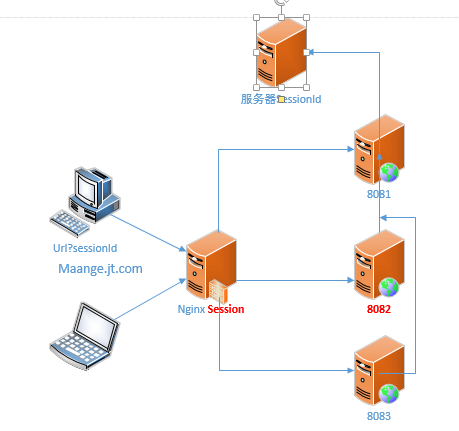 服务器SessionId
8081
Url?sessionId
Maange.jt.com
Nginx Session
8082
8083